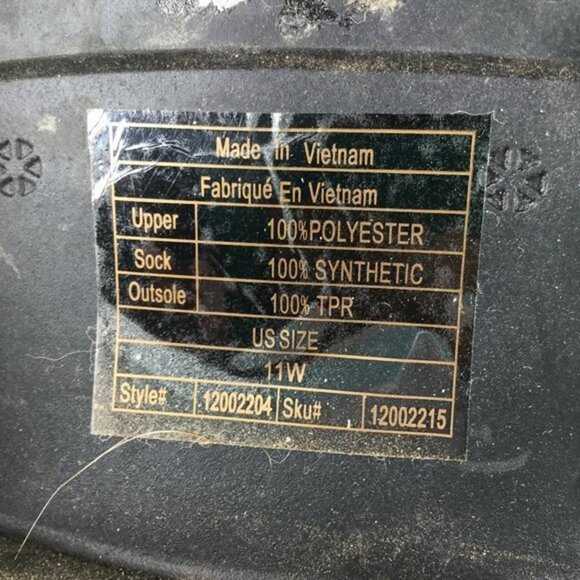 Made in Vietnam
Fabriqué En Vietnam
Upper 100%POLYESTER
Sock 100% SYNTHETIC
Outsole 100% TPR
US SIZE
11W
Style# 12002204 Sku# 12002215